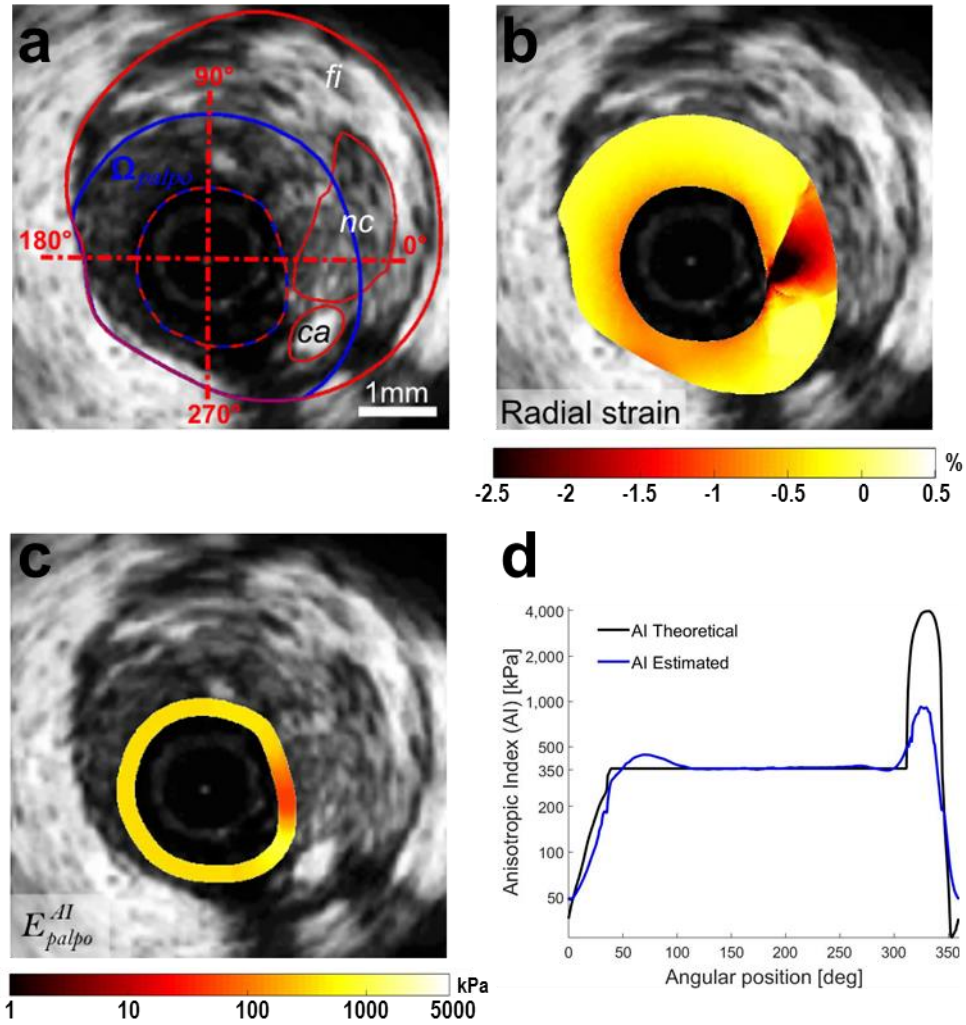 a
fi
90°
Ωpalpo
nc
180°
0°
ca
1mm
270°
b
Radial strain
%
-2.5 -2 -1.5 -1 -0.5 0 0.5
c
E AI palpo
kPa
1 10 100 1000 5000
d
4,000
2,000
1,000
500
350
200
100
50
AI Theoretical
AI Estimated
Anisotropic Index (AI) [kPa]
0 50 100 150 200 250 300 350
Angular position [deg]